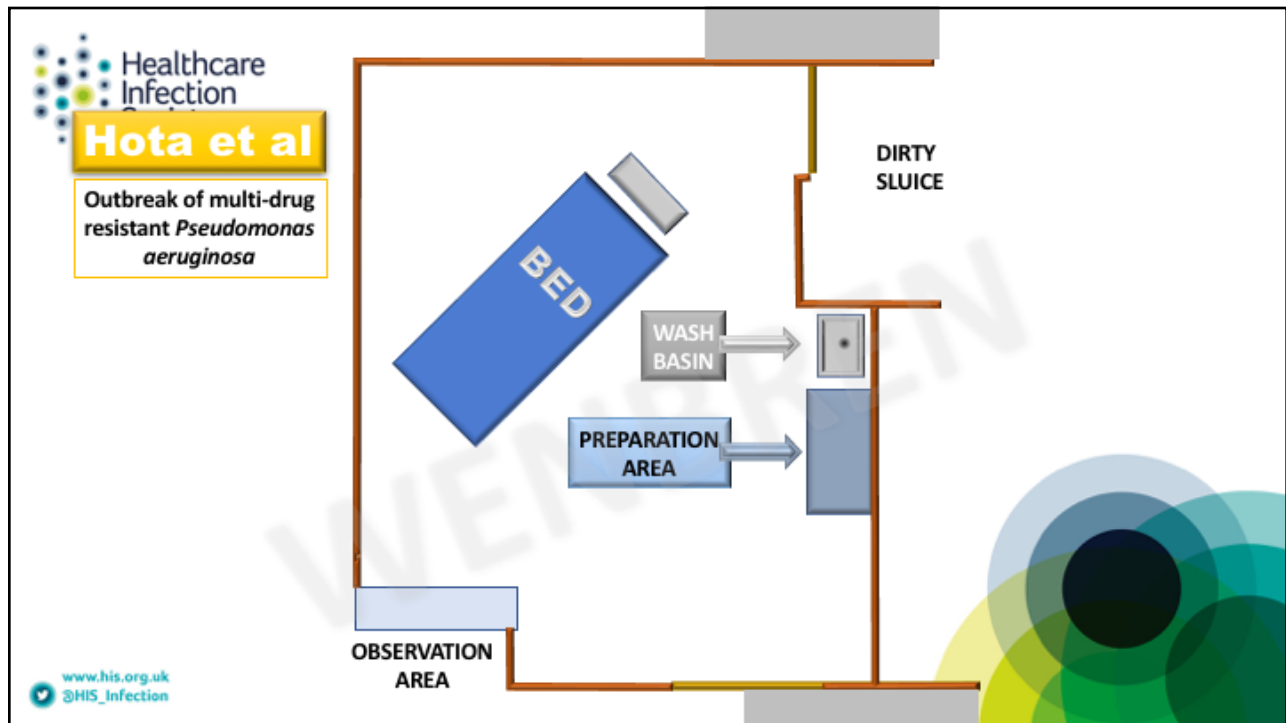 Healthcare
Infection
Hota et al
Outbreak of multi-drug
resistant Pseudomonas
aeruginosa
DIRTY
SLUICE
BED
WASH
BASIN
PREPARATION
AREA
OBSERVATION
AREA
WENBREN
www.his.org.uk
@HIS_Infection